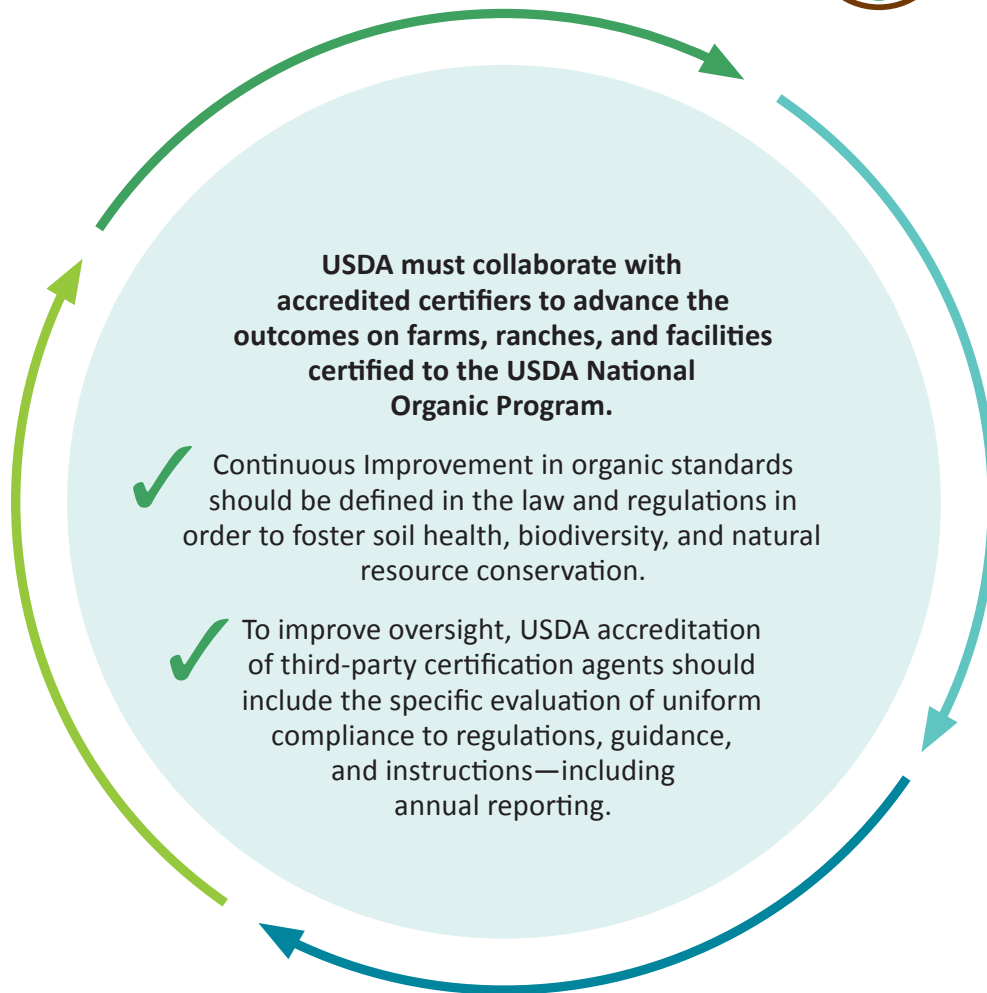 USDA must collaborate with
accredited certifiers to advance the
outcomes on farms, ranches, and facilities
certified to the USDA National
Organic Program.
Continuous Improvement in organic standards
should be defined in the law and regulations in
order to foster soil health, biodiversity, and natural
resource conservation.
To improve oversight, USDA accreditation
of third-party certification agents should
include the specific evaluation of uniform
compliance to regulations, guidance,
and instructions—including
annual reporting.